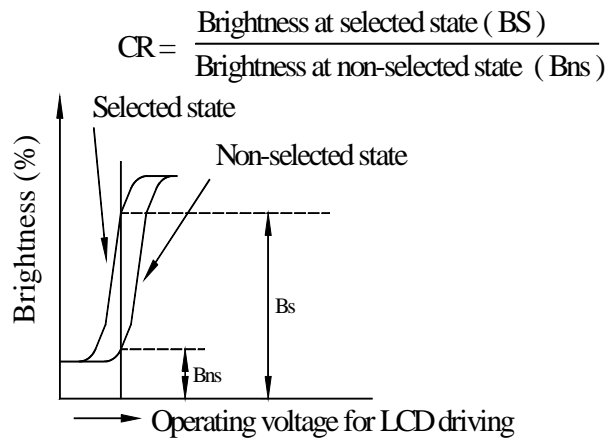 CR = Brightness at selected state ( BS )
Brightness at non-selected state ( Bns )
Selected state
Non-selected state
Brightness (%)
Bs
Bns
Operating voltage for LCD driving